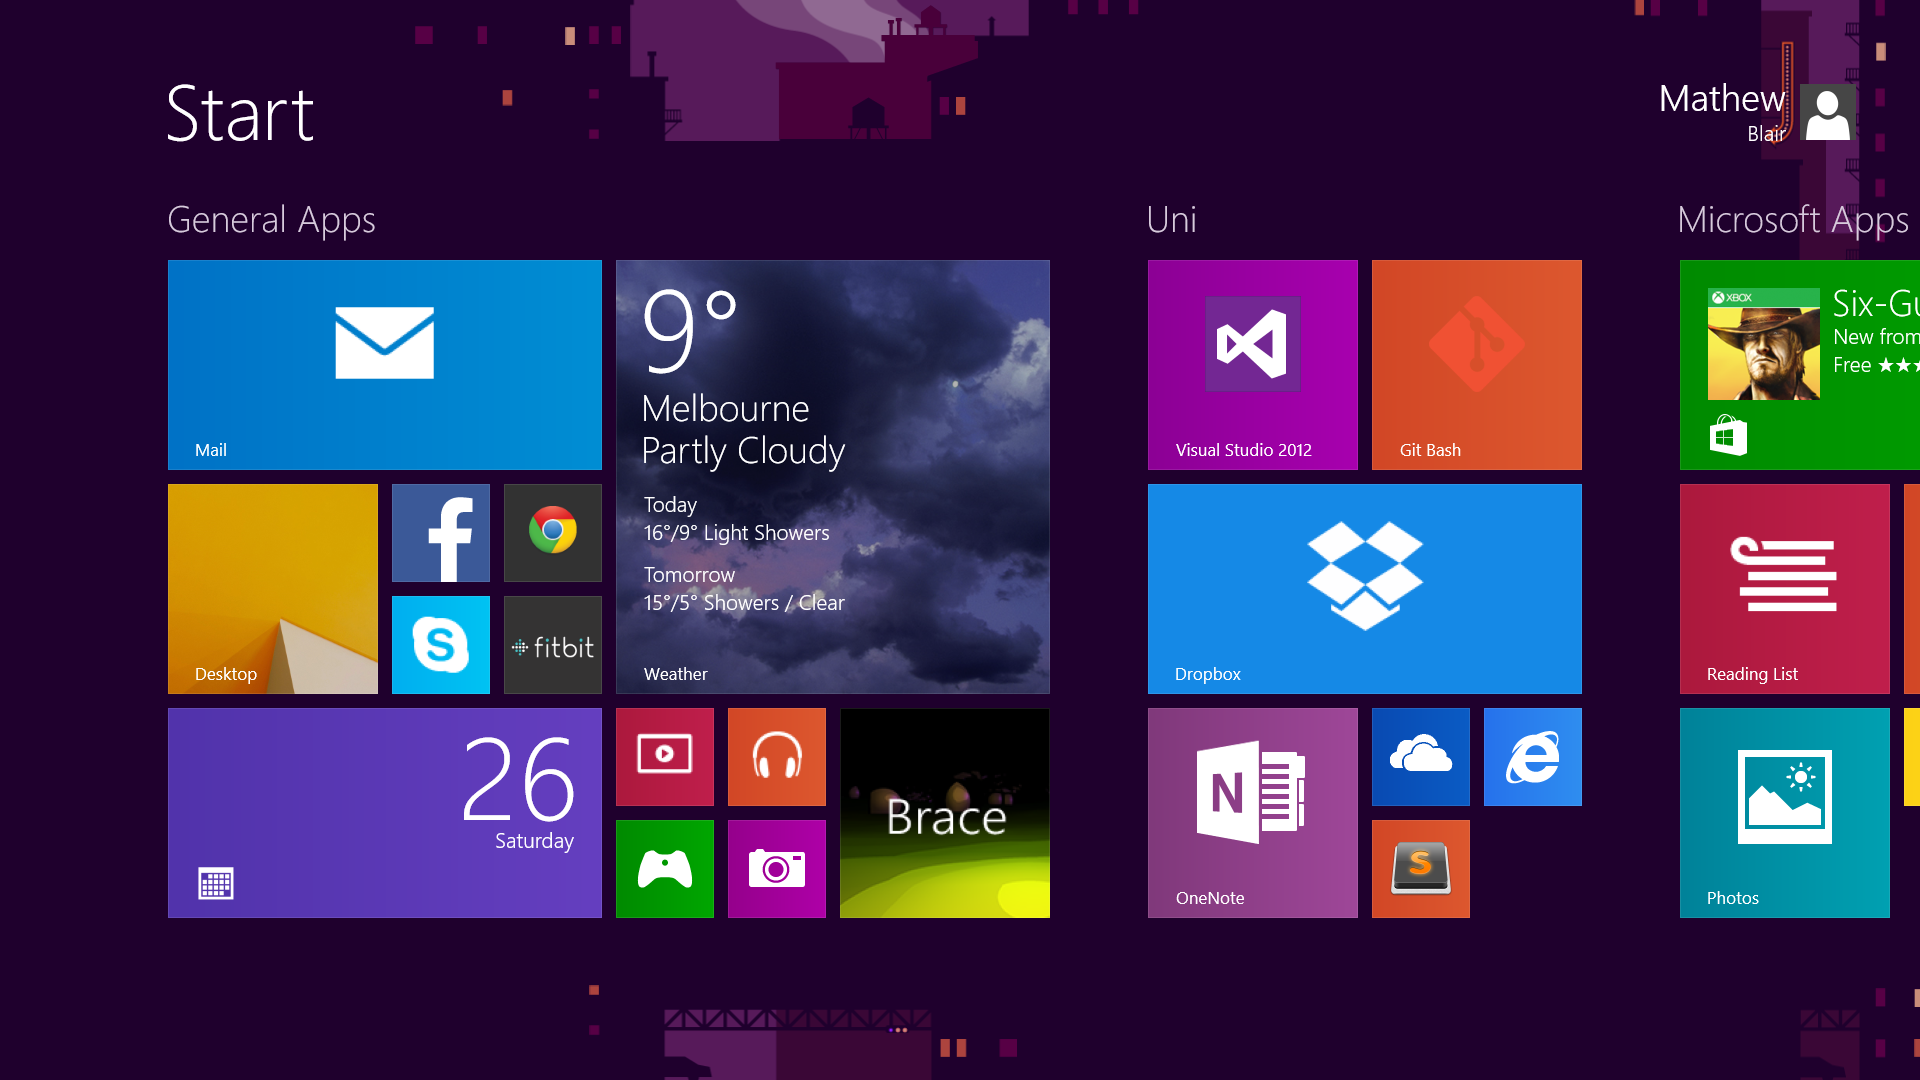 Start
Mathew
Blair
General Apps
Uni
Microsoft Apps
Mail
9°
Melbourne
Partly Cloudy
Today
16°/9° Light Showers
Tomorrow
15°/5° Showers / Clear
Weather
Desktop
fitbit
26
Saturday
Brace
Visual Studio 2012
Git Bash
Dropbox
OneNote
XBOX
Six-Gu
New from
Free ★★★
Reading List
Photos